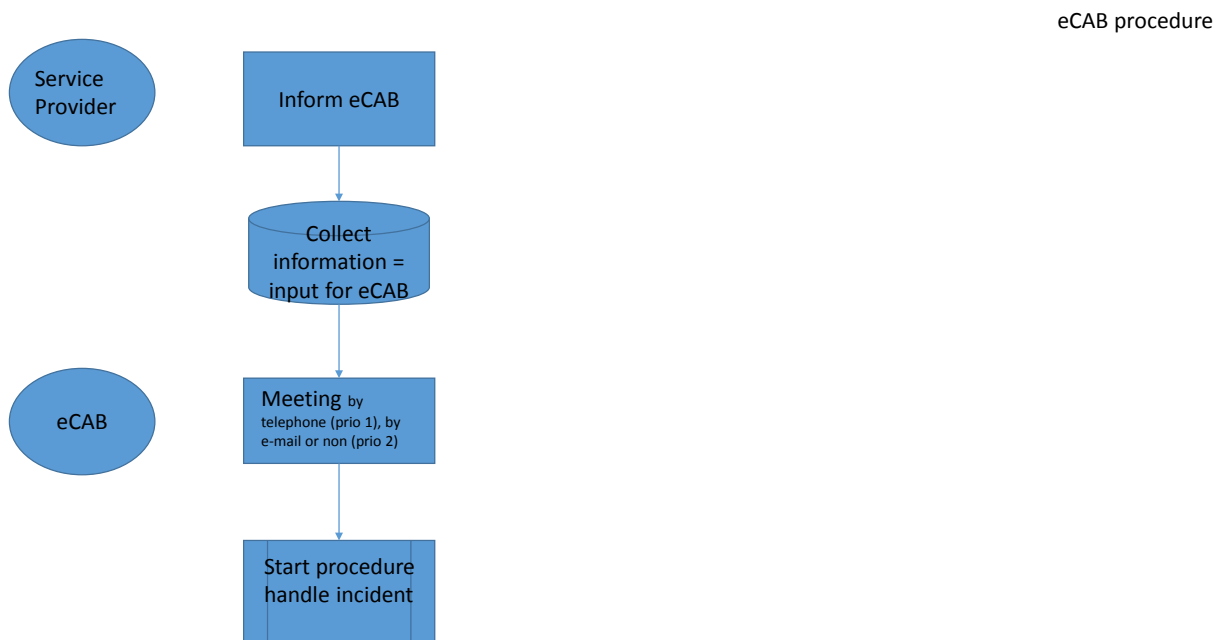 eCAB procedure
Service
Provider
Inform eCAB
Collect
information =
input for eCAB
eCAB
Meeting by
telephone (prio 1), by
e-mail or non (prio 2)
Start procedure
handle incident